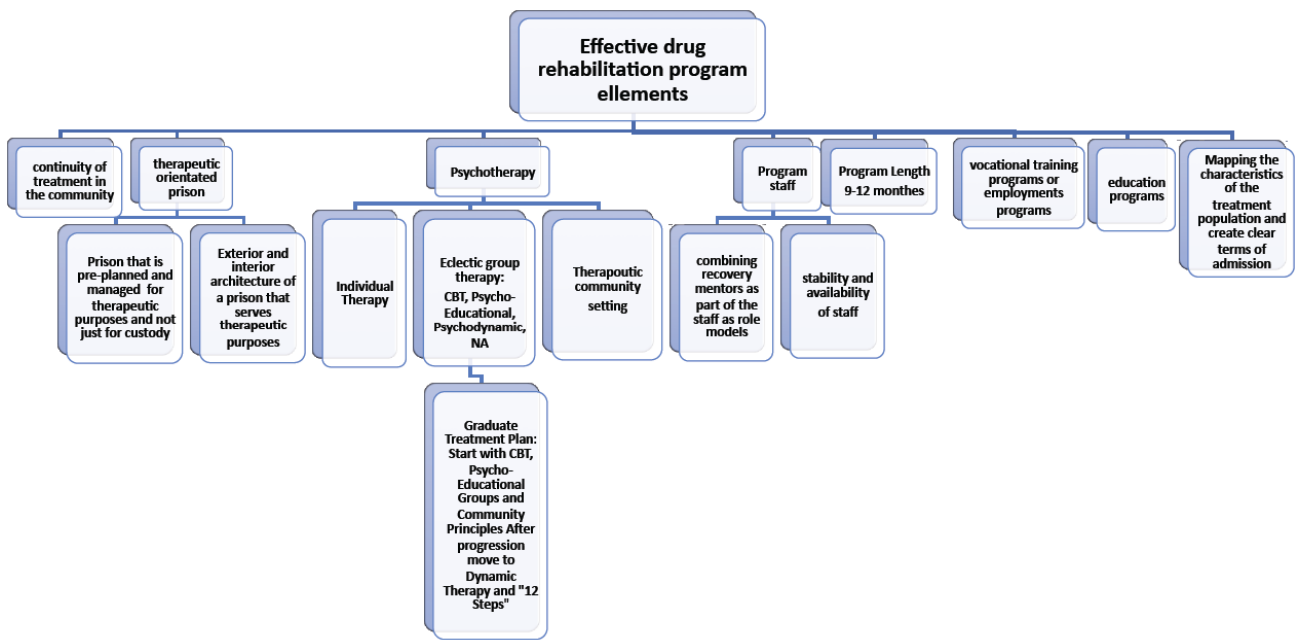 Effective drug
rehabilitation program
ellements
continuity of
treatment in
the community
therapeutic
orientated
prison
Psychotherapy
Program
staff
Program Length
9-12 monthes
vocational training
programs or
employments
programs
education
programs
Mapping the
characteristics
of the
treatment
population and
create clear
terms of
admission
Prison that is
pre-planned and
managed for
therapeutic
purposes and not
just for custody
Exterior and
interior
architecture of
a prison that
serves
therapeutic
purposes
Individual
Therapy
Eclectic group
therapy:
CBT, Psycho-
Educational,
Psychodynamic,
NA
Therapoutic
community
setting
combining
recovery
mentors as
part of the
staff as role
models
stability and
availability
of staff
Graduate
Treatment Plan:
Start with CBT,
Psycho-
Educational
Groups and
Community
Principles After
progression
move to
Dynamic
Therapy and "12
Steps"